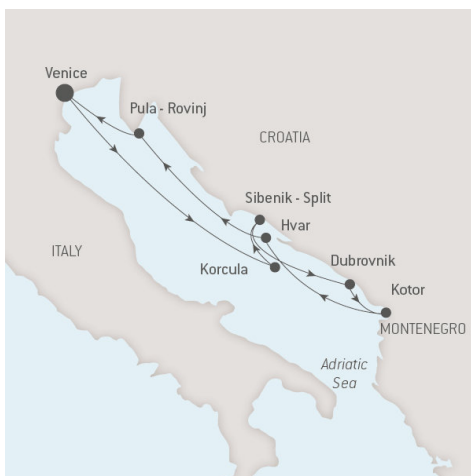 Venice
Pula - Rovinj
CROATIA
Sibenik - Split
Hvar
ITALY
Korcula
Dubrovnik
Kotor
MONTENEGRO
Adriatic
Sea